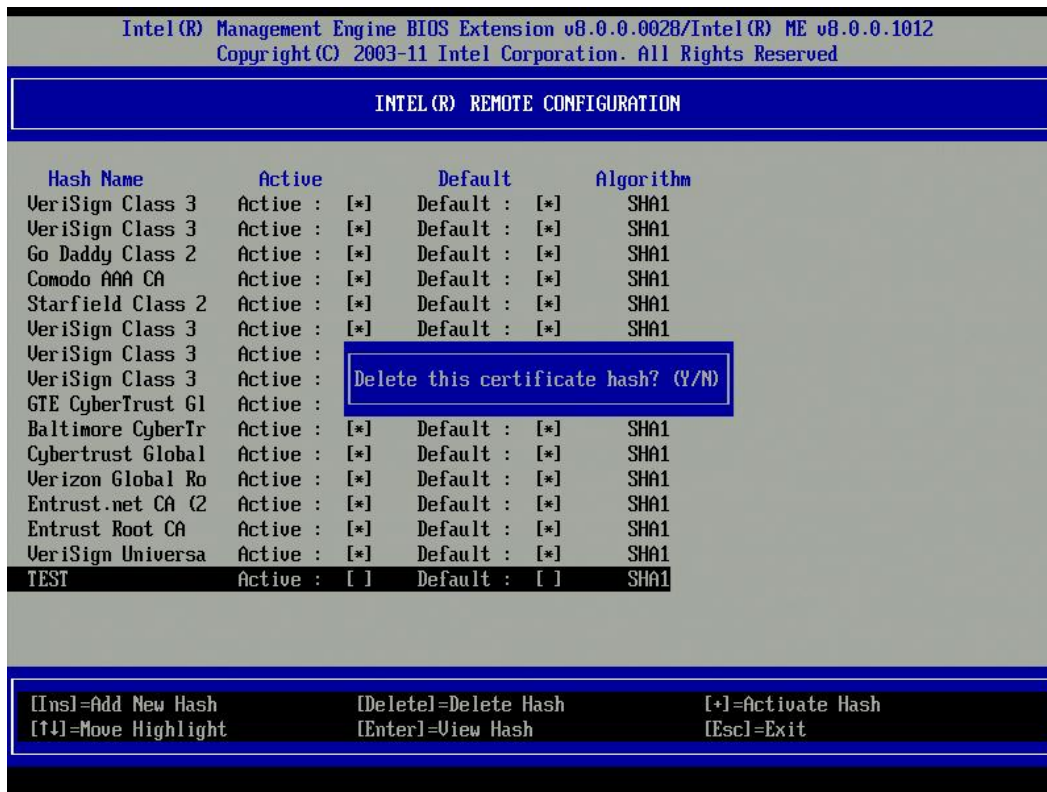 Intel(R) Management Engine BIOS Extension v8.0.0.0028/Intel(R) ME v8.0.0.1012
Copyright(C) 2003-11 Intel Corporation. All Rights Reserved
INTEL(R) REMOTE CONFIGURATION
Hash Name Active Default Algorithm
VeriSign Class 3 Active : [*] Default : [*] SHA1
VeriSign Class 3 Active : [*] Default : [*] SHA1
Go Daddy Class 2 Active : [*] Default : [*] SHA1
Comodo AAA CA Active : [*] Default : [*] SHA1
Starfield Class 2 Active : [*] Default : [*] SHA1
VeriSign Class 3 Active : [*] Default : [*] SHA1
VeriSign Class 3 Active :
VeriSign Class 3 Active : Delete this certificate hash? (Y/N)
GTE CyberTrust Gl Active :
Baltimore CyberTr Active : [*] Default : [*] SHA1
Cybertrust Global Active : [*] Default : [*] SHA1
Verizon Global Ro Active : [*] Default : [*] SHA1
Entrust.net CA (2 Active : [*] Default : [*] SHA1
Entrust Root CA Active : [*] Default : [*] SHA1
VeriSign Universa Active : [*] Default : [*] SHA1
TEST Active : [ ] Default : [ ] SHA1
[Ins]=Add New Hash [Delete]=Delete Hash [+]=Activate Hash
[↑↓]=Move Highlight [Enter]=View Hash [Esc]=Exit